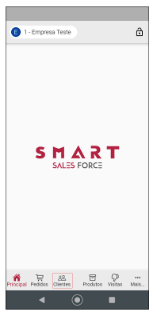 E 1 - Empresa Teste
SMART
SALES FORCE
Principal Pedidos Clientes Produtos Visitas Mais...